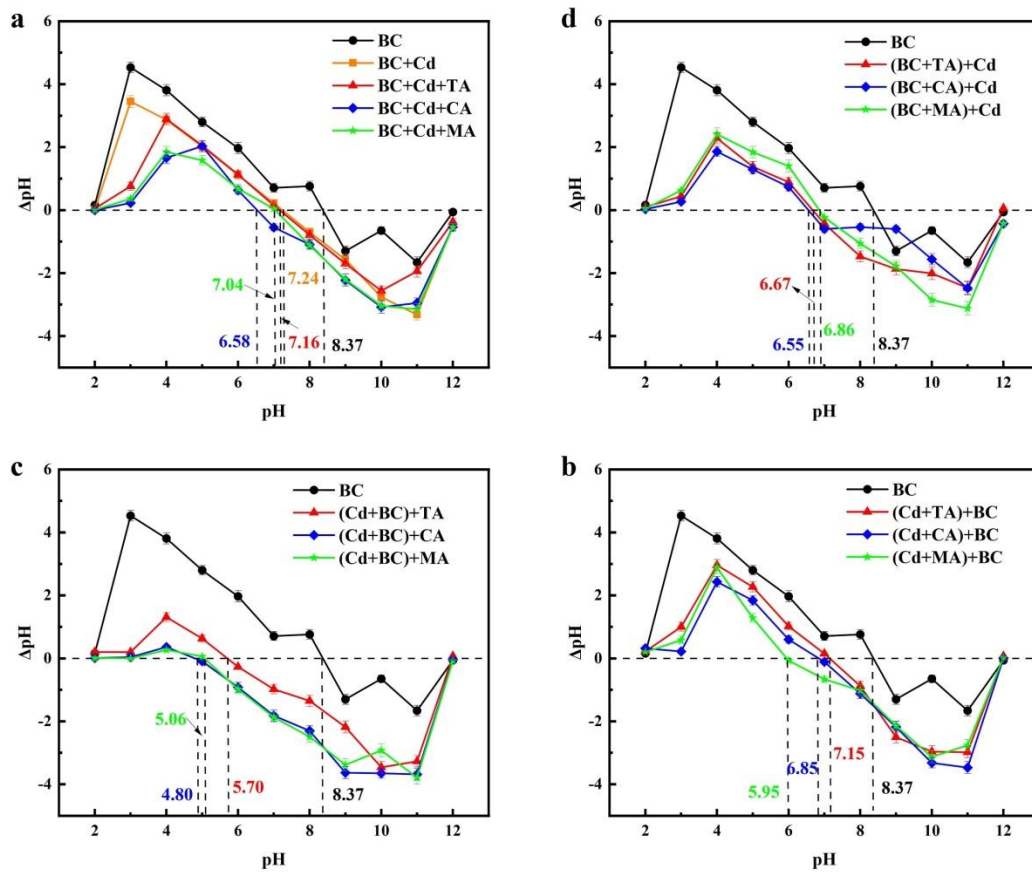 a
6
4
2
0
-2
-4
ΔpH
BC
BC+Cd
BC+Cd+TA
BC+Cd+CA
BC+Cd+MA
7.04
7.24
6.58
7.16
8.37
2 4 6 8 10 12
pH
d
6
4
2
0
-2
-4
ΔpH
BC
(BC+TA)+Cd
(BC+CA)+Cd
(BC+MA)+Cd
6.67
6.86
6.55
8.37
2 4 6 8 10 12
pH
c
6
4
2
0
-2
-4
ΔpH
BC
(Cd+BC)+TA
(Cd+BC)+CA
(Cd+BC)+MA
5.06
4.80
5.70
8.37
2 4 6 8 10 12
pH
b
6
4
2
0
-2
-4
ΔpH
BC
(Cd+TA)+BC
(Cd+CA)+BC
(Cd+MA)+BC
7.15
6.85
5.95
8.37
2 4 6 8 10 12
pH